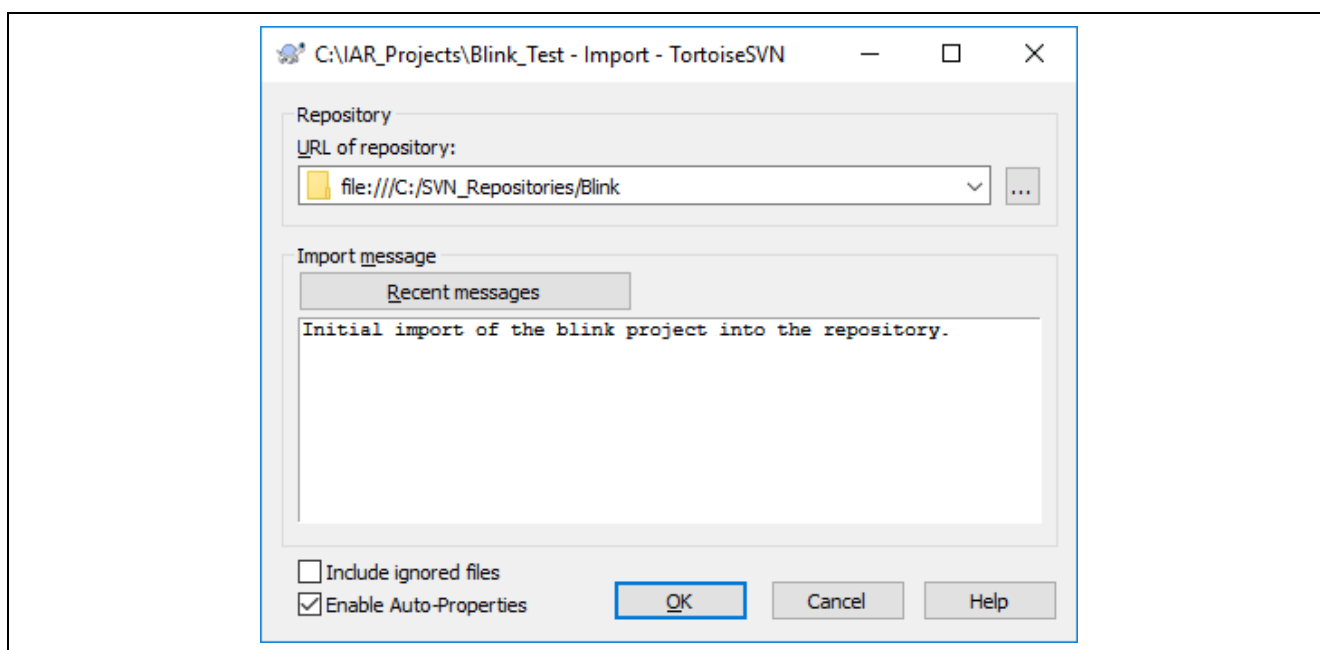 C:\IAR_Projects\Blink_Test - Import - TortoiseSVN
Repository
URL of repository:
file:///C:/SVN_Repositories/Blink
...
Import message
Recent messages
Initial import of the blink project into the repository.
Include ignored files
Enable Auto-Properties
OK
Cancel
Help